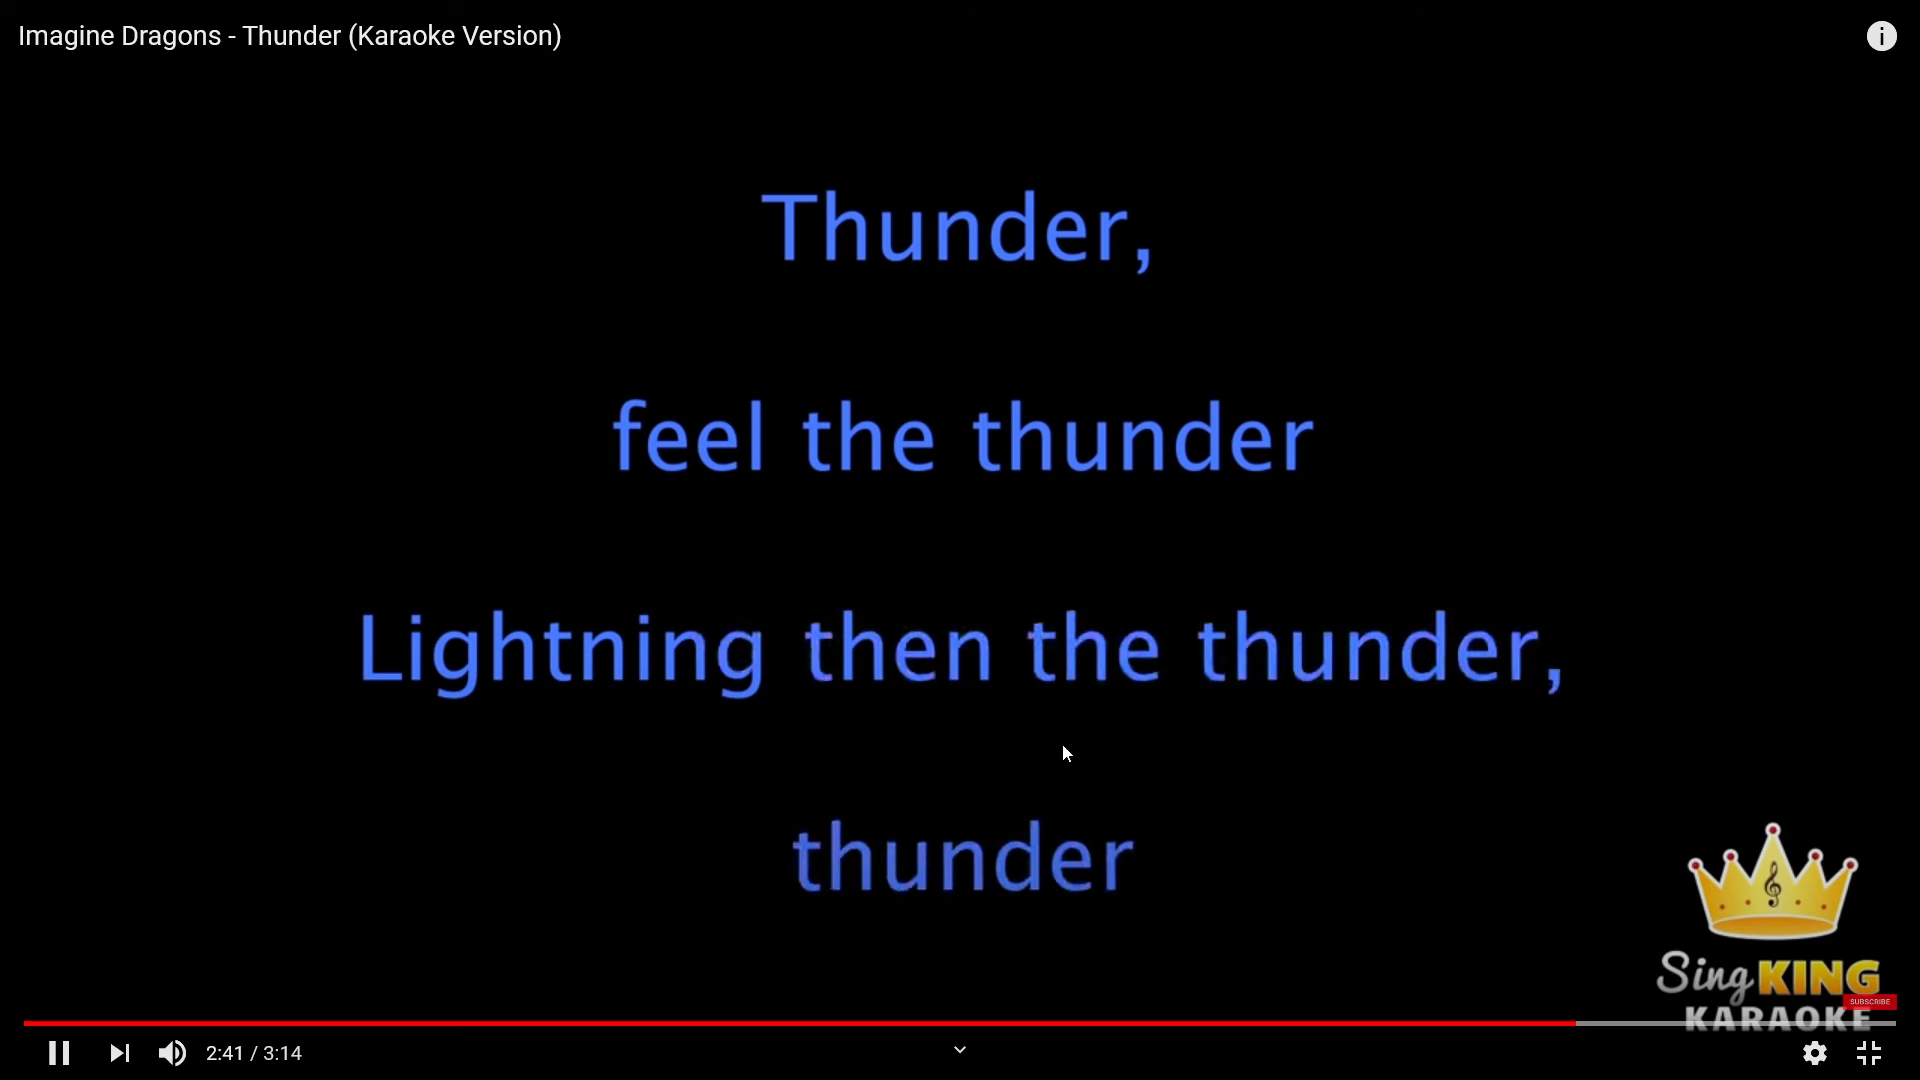 Imagine Dragons - Thunder (Karaoke Version)
Thunder,
feel the thunder
Lightning then the thunder,
thunder
Sing KING
SUBSCRIBE
KARAOKE
2:41 / 3:14